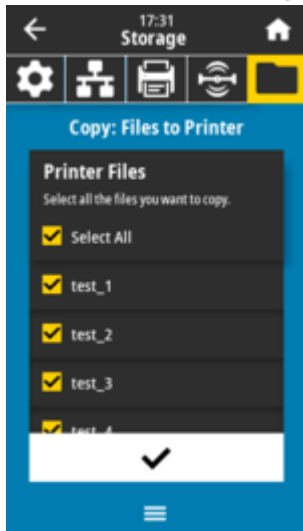 17:31
Storage
Copy: Files to Printer
Printer Files
Select all the files you want to copy.
Select All
test_1
test_2
test_3
test_4